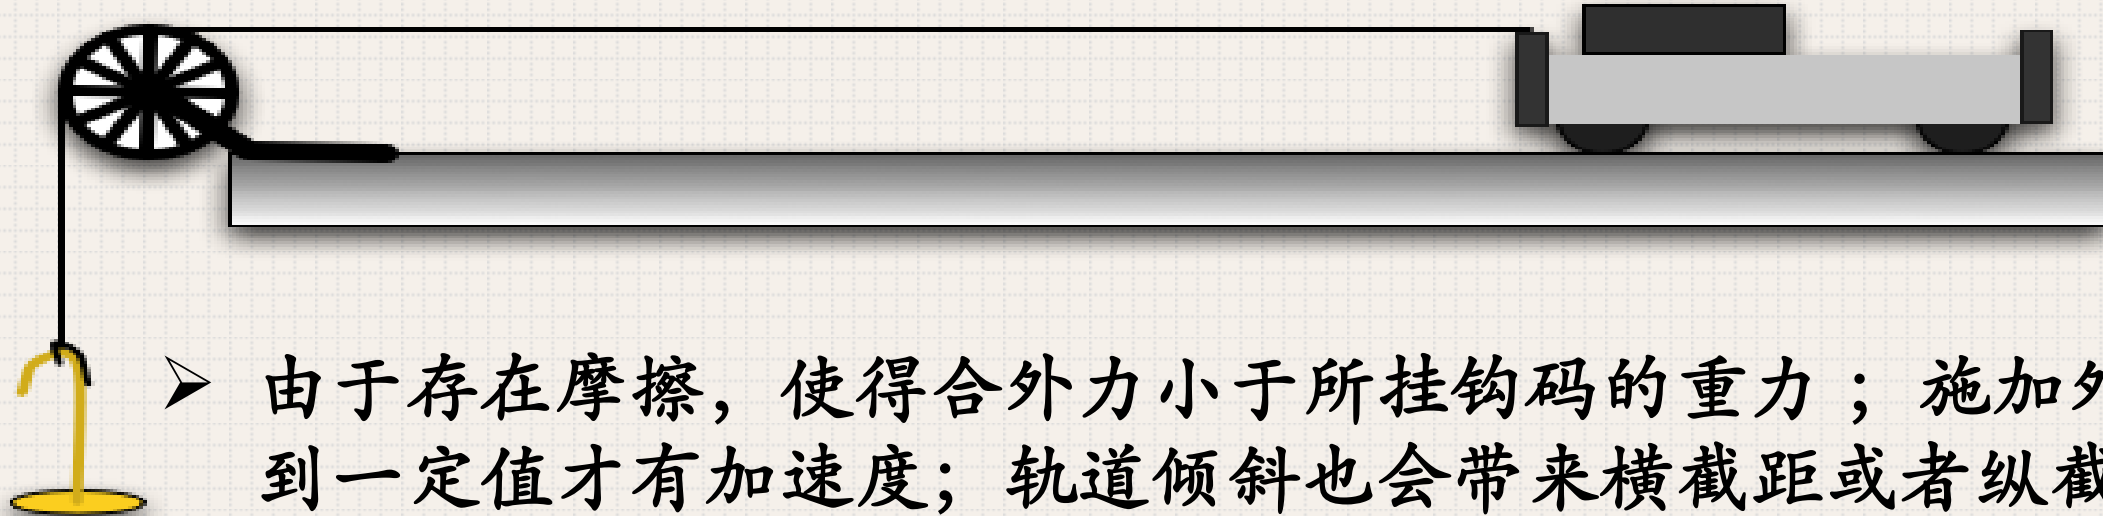 由于存在摩擦，使得合外力小于所挂钩码的重力；施加
到一定值才有加速度；轨道倾斜也会带来横截距或者纵